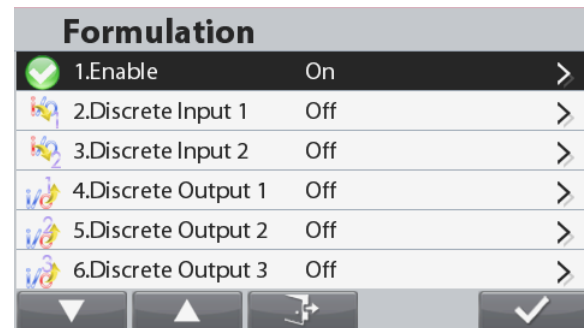 Formulation
1.Enable On
2.Discrete Input 1 Off
3.Discrete Input 2 Off
4.Discrete Output 1 Off
5.Discrete Output 2 Off
6.Discrete Output 3 Off